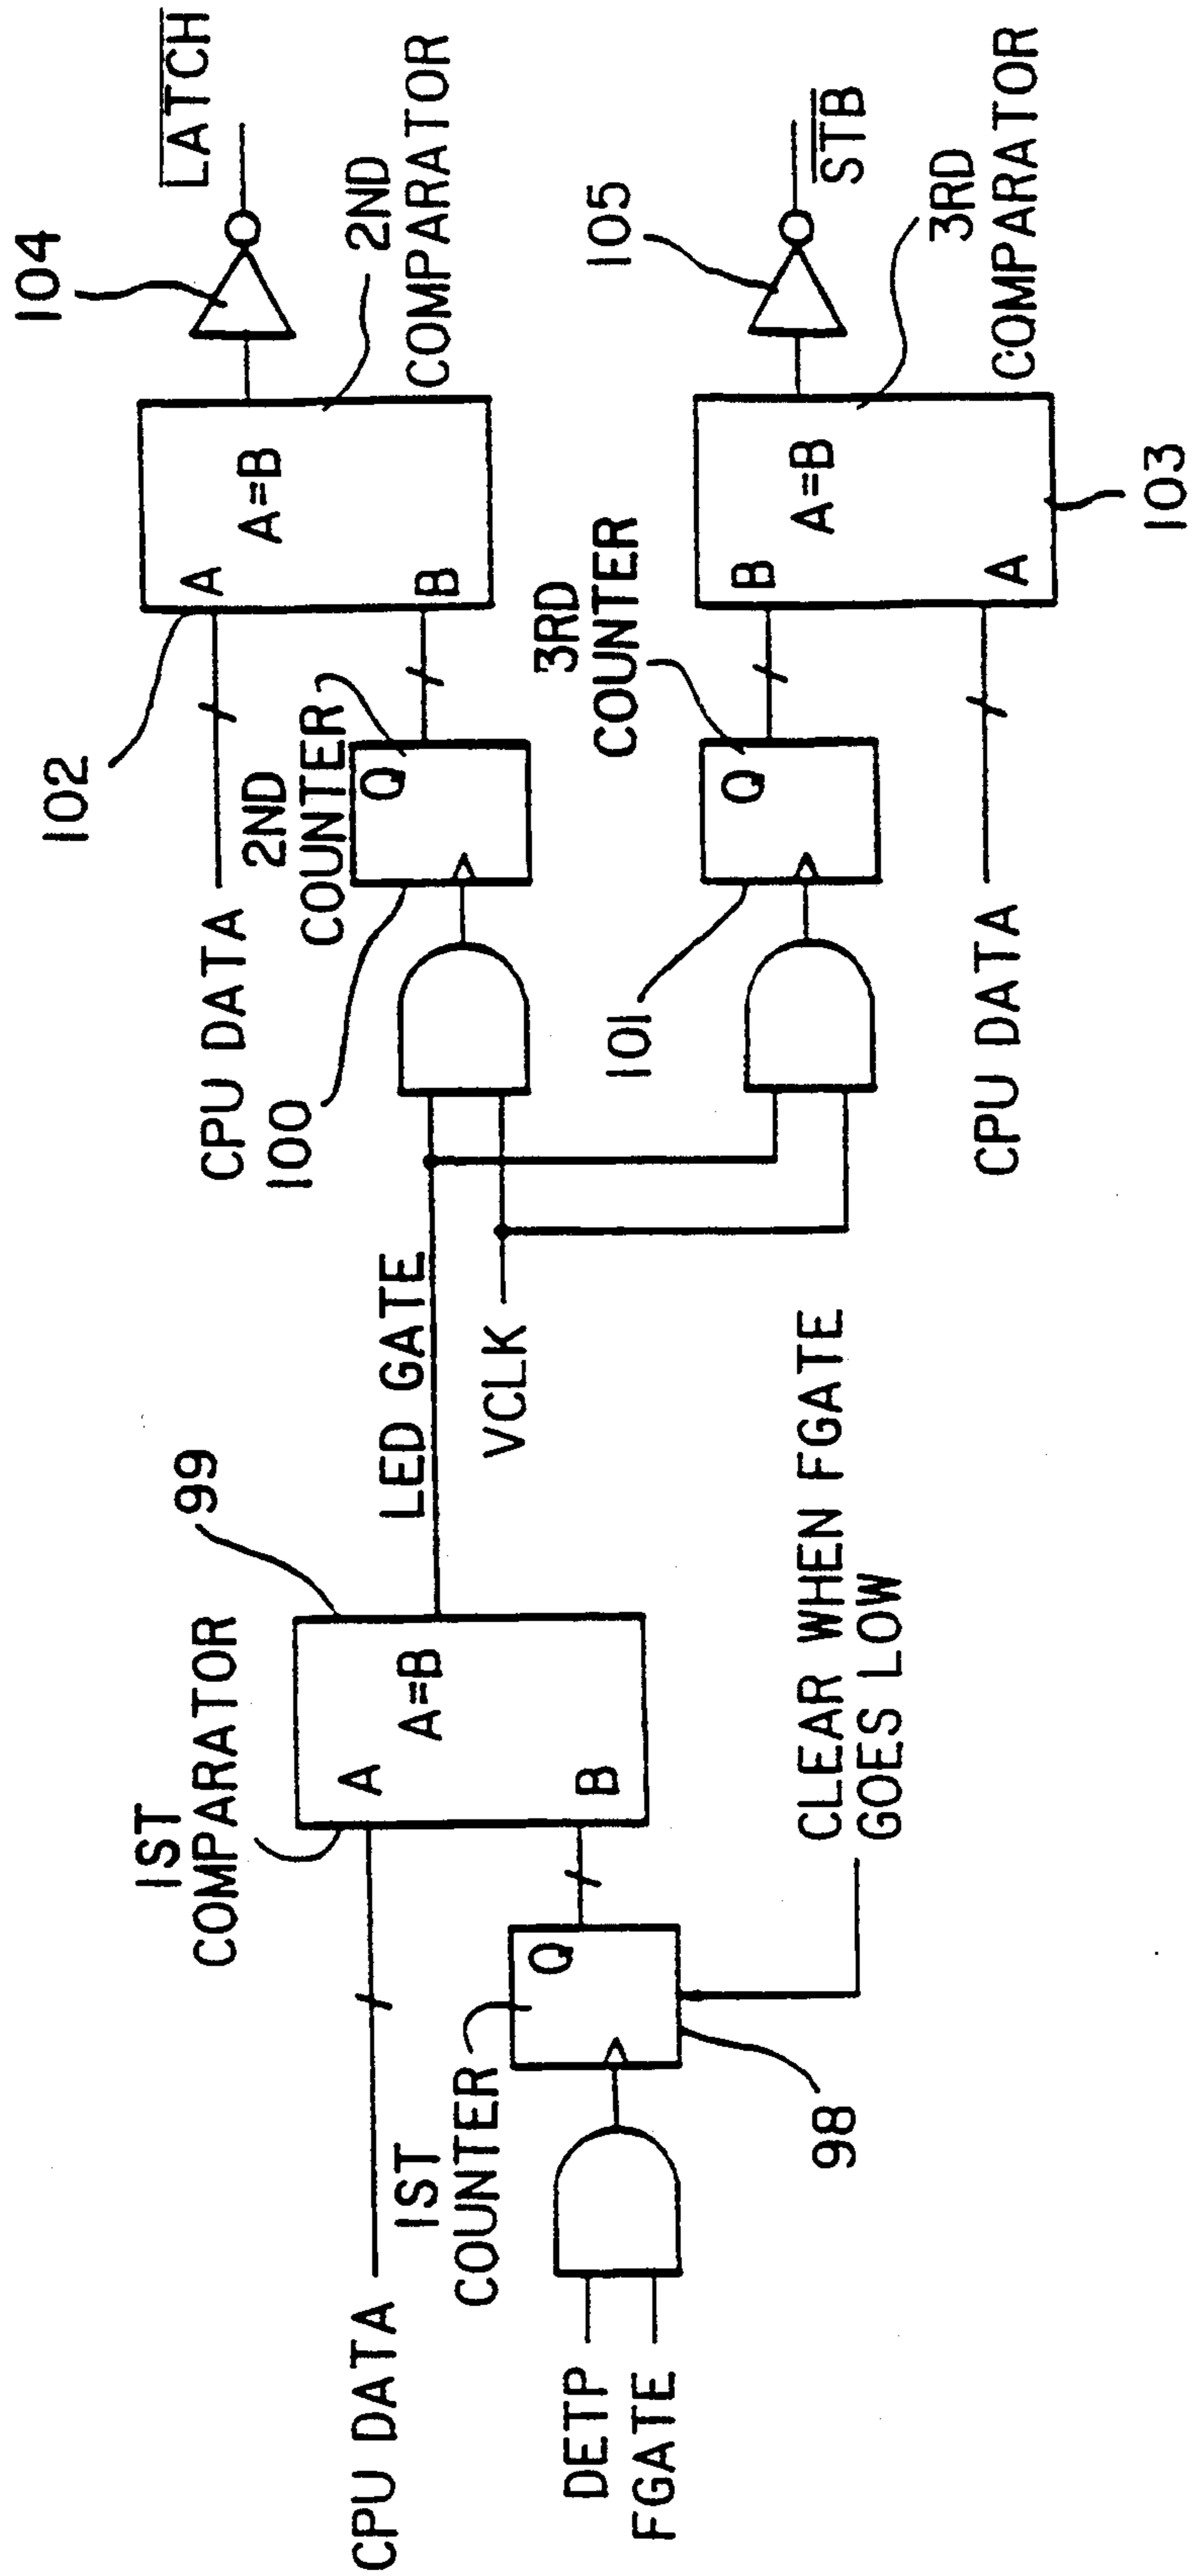 CPU DATA
DETP
FGATE
1ST
COUNTER
98
1ST
COMPARATOR
99
A
A=B
B
Q
CLEAR WHEN FGATE
GOES LOW
LED GATE
VCLK
CPU DATA
100
2ND
COUNTER
Q
102
A
A=B
B
104
LATCH
2ND
COMPARATOR
101
3RD
COUNTER
Q
CPU DATA
B
A=B
A
103
105
STB
3RD
COMPARATOR